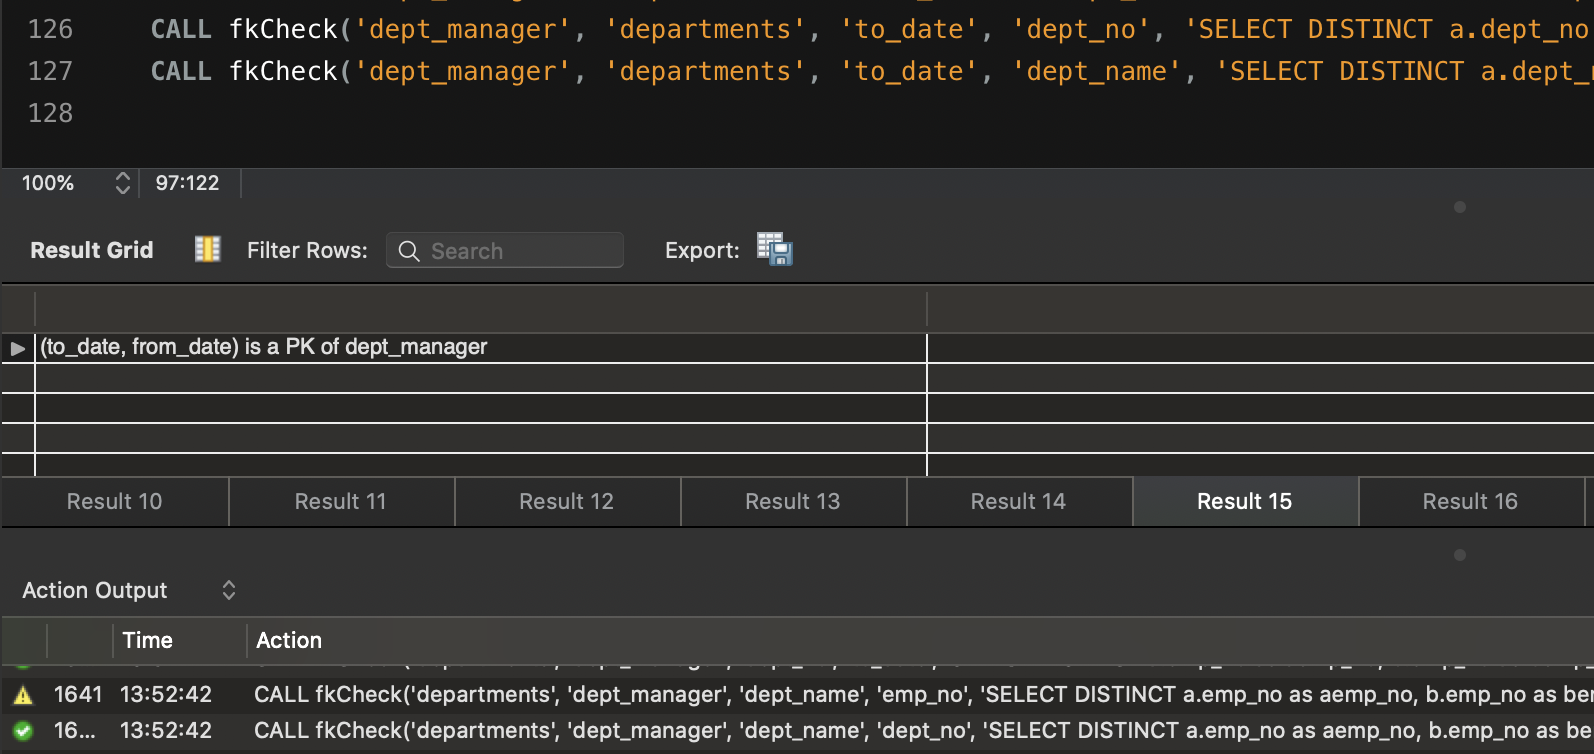 126 CALL fkCheck('dept_manager', 'departments', 'to_date', 'dept_no', 'SELECT DISTINCT a.dept_no
127 CALL fkCheck('dept_manager', 'departments', 'to_date', 'dept_name', 'SELECT DISTINCT a.dept_
128
100% 97:122
Result Grid Filter Rows: Search Export:
(to_date, from_date) is a PK of dept_manager
Result 10 Result 11 Result 12 Result 13 Result 14 Result 15 Result 16
Action Output
Time Action
1641 13:52:42 CALL fkCheck('departments', 'dept_manager', 'dept_name', 'emp_no', 'SELECT DISTINCT a.emp_no as aemp_no, b.emp_no as be
16... 13:52:42 CALL fkCheck('departments', 'dept_manager', 'dept_name', 'dept_no', 'SELECT DISTINCT a.emp_no as aemp_no, b.emp_no as be